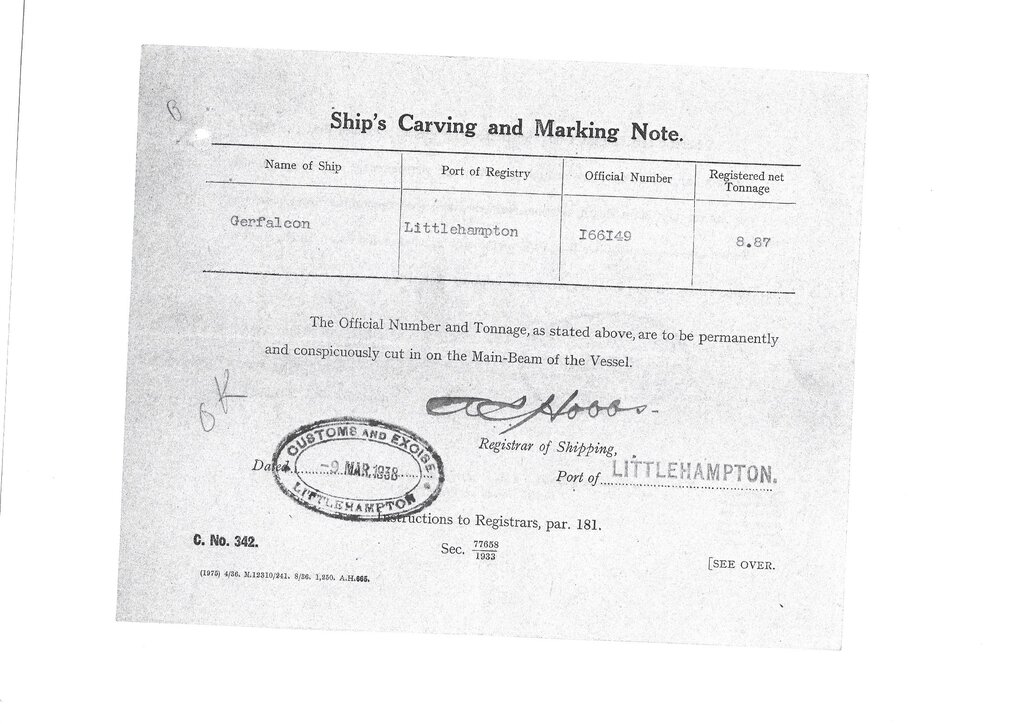 B
Ship's Carving and Marking Note.
Name of Ship Port of Registry Official Number Registered net Tonnage
Gerfalcon Littlehampton I66I49 8.87
The Official Number and Tonnage, as stated above, are to be permanently
and conspicuously cut in on the Main-Beam of the Vessel.
OK
Hobbs
Registrar of Shipping,
Dated CUSTOMS AND EXCISE -9 MAR 1938 LITTLEHAMPTON
Port of LITTLEHAMPTON.
Instructions to Registrars, par. 181.
C. No. 342.
Sec. 77658/1933
[SEE OVER.
(1975) 4/36. M.12310/241. 8/36. 1,250. A.H.665.